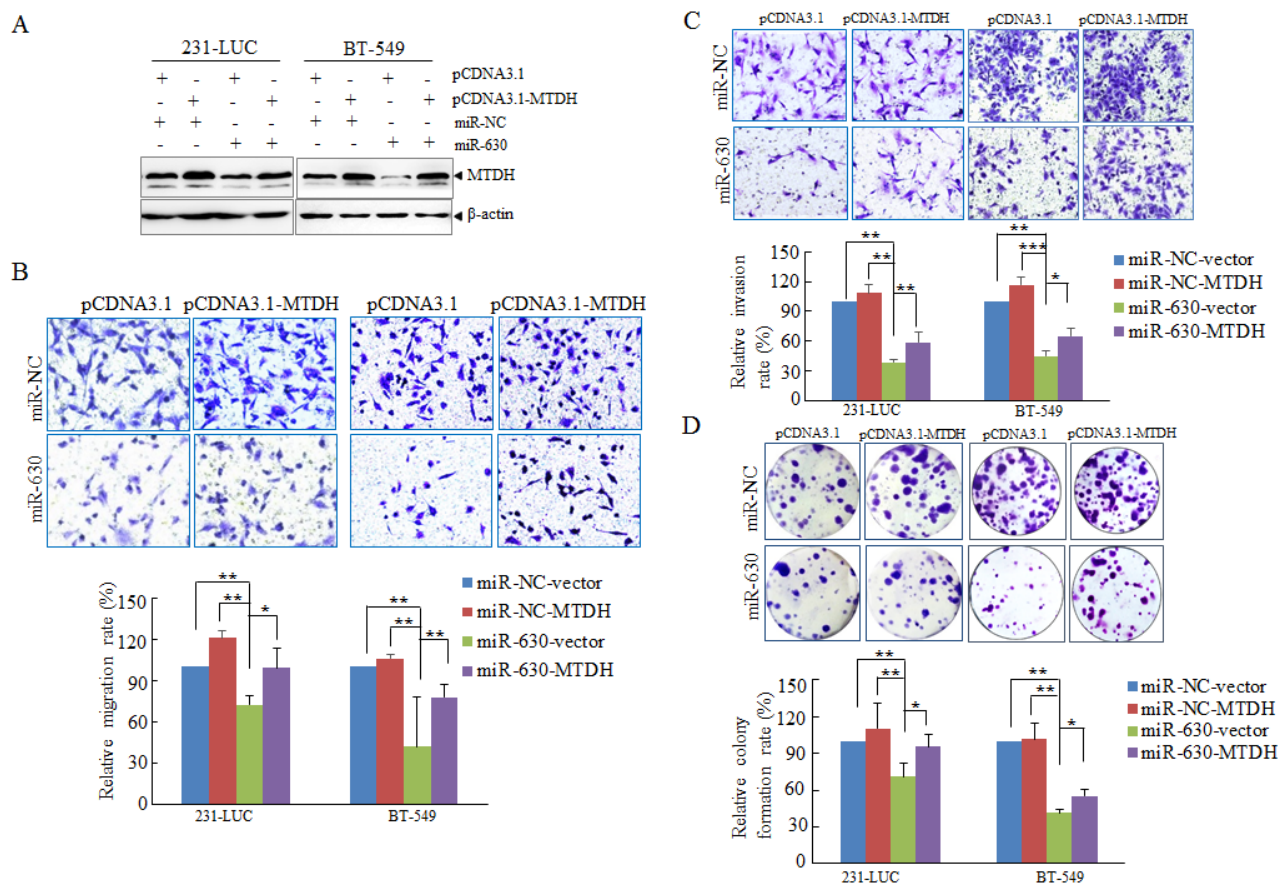 A
231-LUC BT-549
+ - + - + - + - pCDNA3.1
- + - + - + - + pCDNA3.1-MTDH
+ + - - + + - - miR-NC
- - + + - - + + miR-630
MTDH
β-actin
B
pCDNA3.1 pCDNA3.1-MTDH pCDNA3.1 pCDNA3.1-MTDH
miR-NC
miR-630
Relative migration rate (%)
150
120
90
60
30
0
** ** * ** ** **
231-LUC BT-549
miR-NC-vector
miR-NC-MTDH
miR-630-vector
miR-630-MTDH
C
pCDNA3.1 pCDNA3.1-MTDH pCDNA3.1 pCDNA3.1-MTDH
miR-NC
miR-630
Relative invasion
rate (%)
150
120
90
60
30
0
** ** ** ** *** *
231-LUC BT-549
miR-NC-vector
miR-NC-MTDH
miR-630-vector
miR-630-MTDH
D
pCDNA3.1 pCDNA3.1-MTDH pCDNA3.1 pCDNA3.1-MTDH
miR-NC
miR-630
Relative colony
formation rate (%)
150
120
90
60
30
0
** ** * ** ** *
231-LUC BT-549
miR-NC-vector
miR-NC-MTDH
miR-630-vector
miR-630-MTDH